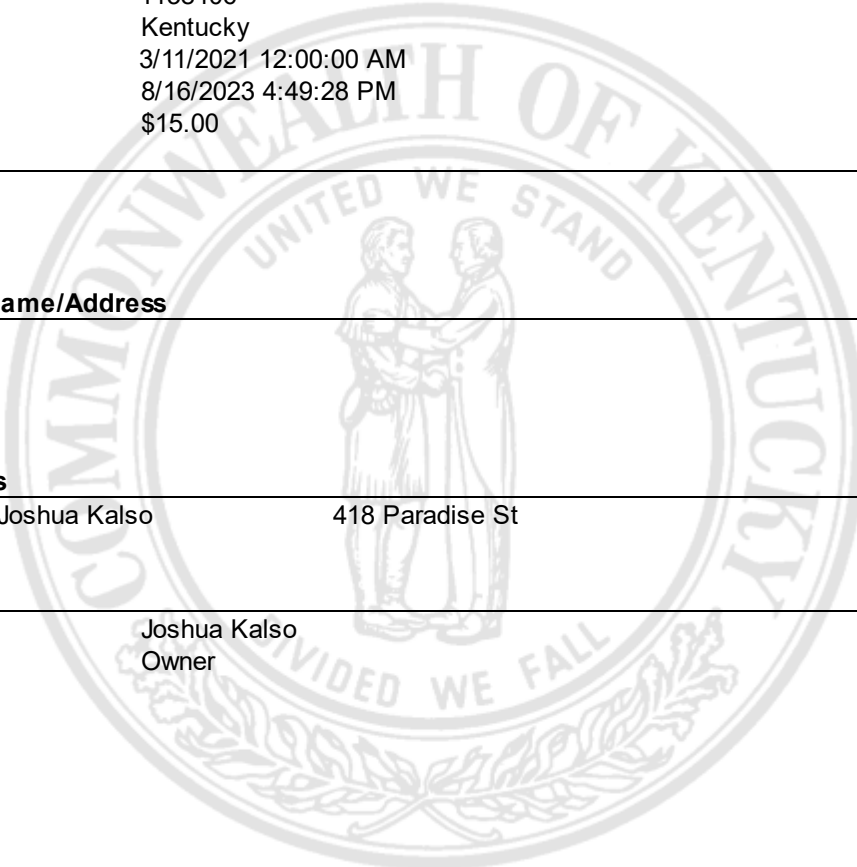 Kentucky
3/11/2021 12:00:00 AM
8/16/2023 4:49:28 PM
$15.00
COMMONWEALTH OF KENTUCKY
UNITED WE STAND
ame/Address
s
Joshua Kalso 418 Paradise St
Joshua Kalso
Owner
DIVIDED WE FALL